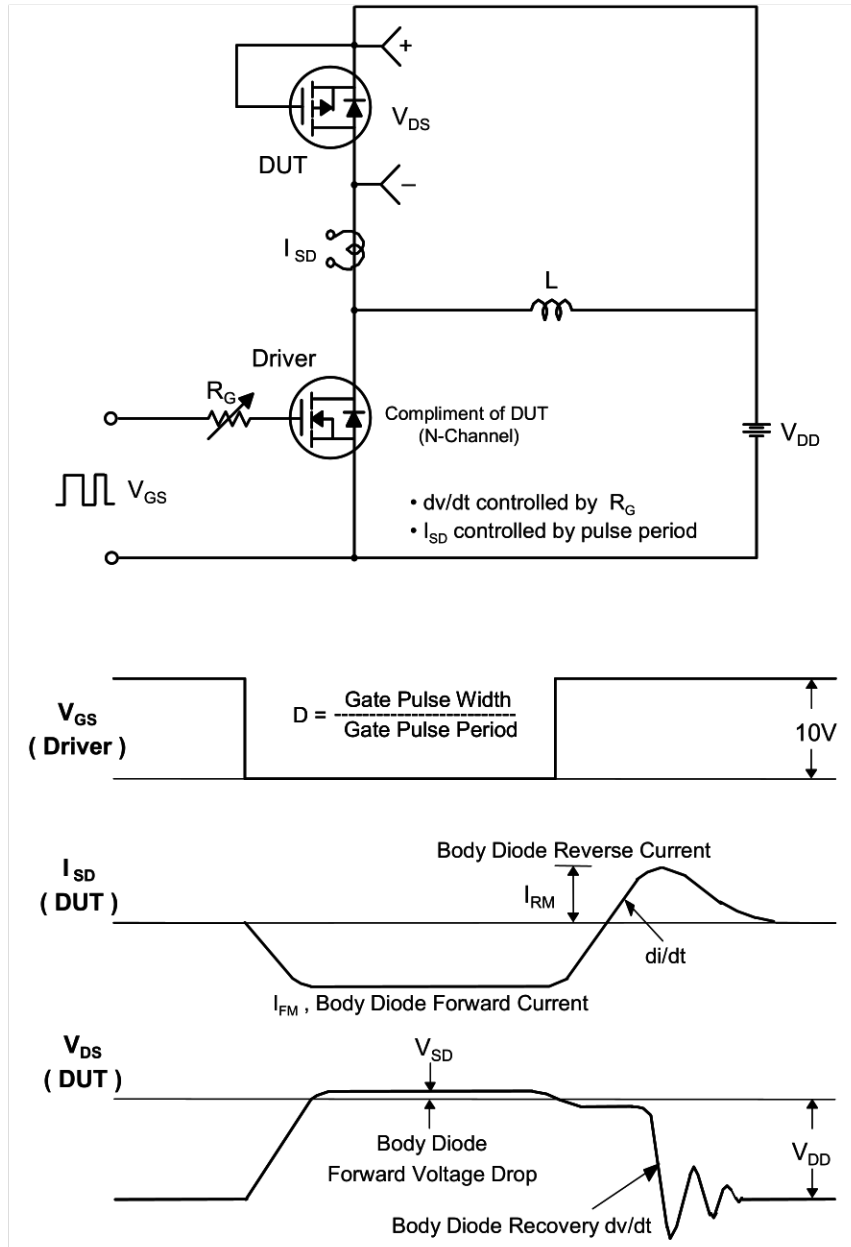 +
V_DS
DUT
–
I_SD
L
Driver
R_G
Compliment of DUT
(N-Channel)
V_DD
V_GS
• dv/dt controlled by R_G
• I_SD controlled by pulse period
V_GS
( Driver )
D = Gate Pulse Width
Gate Pulse Period
10V
Body Diode Reverse Current
I_SD
( DUT )
I_RM
di/dt
I_FM , Body Diode Forward Current
V_DS
( DUT )
V_SD
Body Diode
Forward Voltage Drop
V_DD
Body Diode Recovery dv/dt